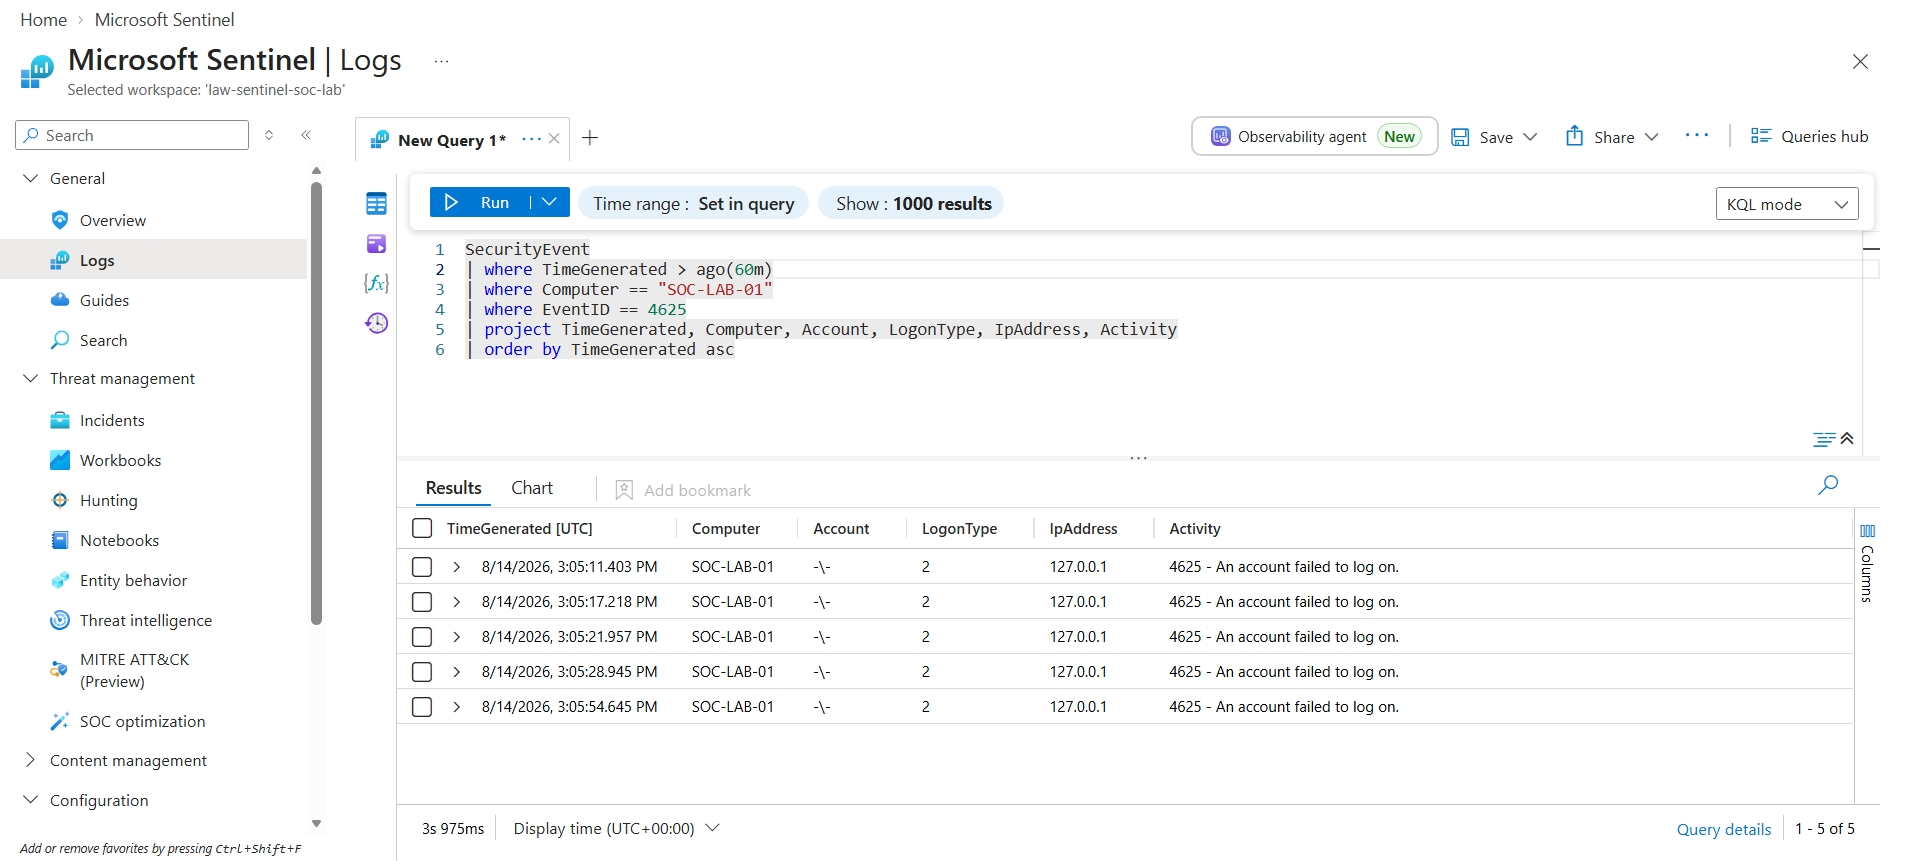 Home › Microsoft Sentinel
Microsoft Sentinel | Logs ...
Selected workspace: 'law-sentinel-soc-lab'
Search
General
Overview
Logs
Guides
Search
Threat management
Incidents
Workbooks
Hunting
Notebooks
Entity behavior
Threat intelligence
MITRE ATT&CK
(Preview)
SOC optimization
Content management
Configuration
Add or remove favorites by pressing Ctrl+Shift+F
New Query 1* ...
Observability agent New
Save
Share
...
Queries hub
Run
Time range : Set in query
Show : 1000 results
KQL mode
{fx}
1 SecurityEvent
2 | where TimeGenerated > ago(60m)
3 | where Computer == "SOC-LAB-01"
4 | where EventID == 4625
5 | project TimeGenerated, Computer, Account, LogonType, IpAddress, Activity
6 | order by TimeGenerated asc
Results Chart Add bookmark
TimeGenerated [UTC] Computer Account LogonType IpAddress Activity
8/14/2026, 3:05:11.403 PM SOC-LAB-01 -\- 2 127.0.0.1 4625 - An account failed to log on.
8/14/2026, 3:05:17.218 PM SOC-LAB-01 -\- 2 127.0.0.1 4625 - An account failed to log on.
8/14/2026, 3:05:21.957 PM SOC-LAB-01 -\- 2 127.0.0.1 4625 - An account failed to log on.
8/14/2026, 3:05:28.945 PM SOC-LAB-01 -\- 2 127.0.0.1 4625 - An account failed to log on.
8/14/2026, 3:05:54.645 PM SOC-LAB-01 -\- 2 127.0.0.1 4625 - An account failed to log on.
Columns
3s 975ms Display time (UTC+00:00)
Query details 1 - 5 of 5